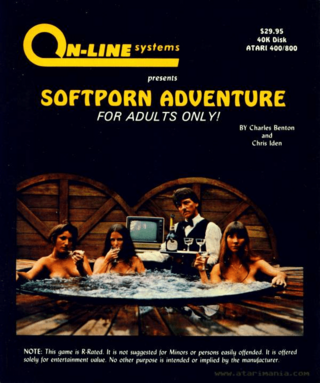 ON-LINE systems
$29.95
40K Disk
ATARI 400/800
presents
SOFTPORN ADVENTURE
FOR ADULTS ONLY!
BY Charles Benton
and
Chris Iden
NOTE: This game is R-Rated. It is not suggested for Minors or persons easily offended. It is offered
solely for entertainment value. No other purpose is intended or implied by the manufacturer.
www.atarimania.com